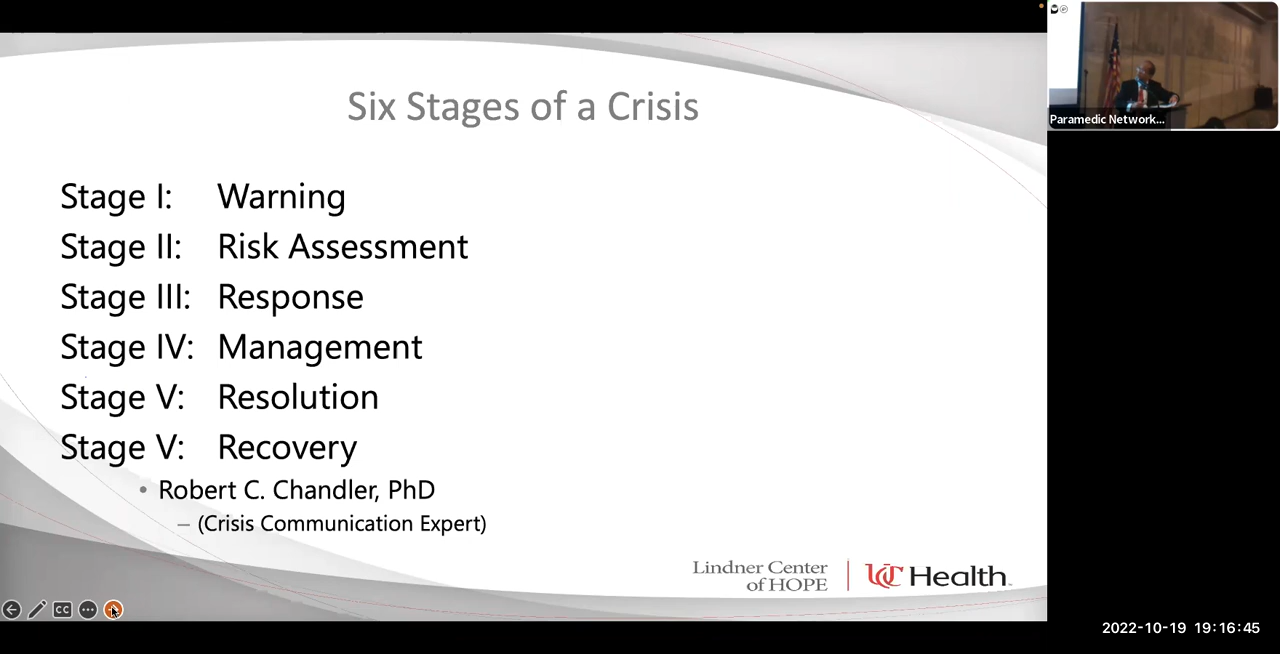 Six Stages of a Crisis
Stage I: Warning
Stage II: Risk Assessment
Stage III: Response
Stage IV: Management
Stage V: Resolution
Stage V: Recovery
• Robert C. Chandler, PhD
– (Crisis Communication Expert)
Lindner Center
of HOPE
UC Health
Paramedic Network...
CC
2022-10-19 19:16:45